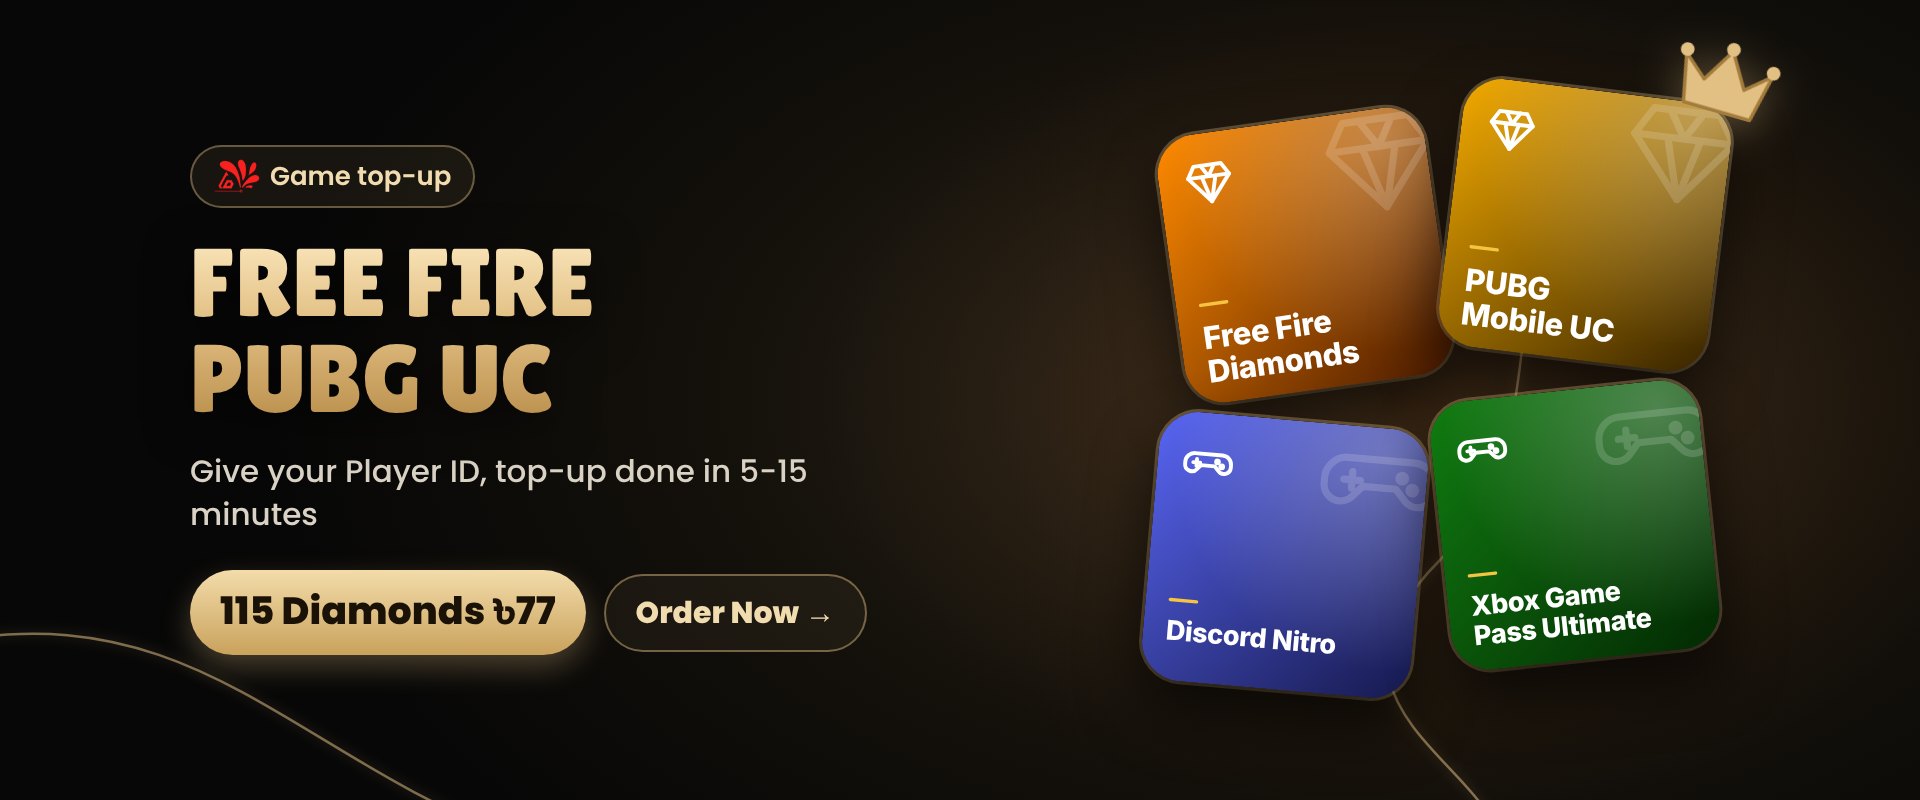 Game top-up
FREE FIRE
PUBG UC
Give your Player ID, top-up done in 5-15
minutes
115 Diamonds ৳77
Order Now →
Free Fire
Diamonds
PUBG
Mobile UC
Discord Nitro
Xbox Game
Pass Ultimate